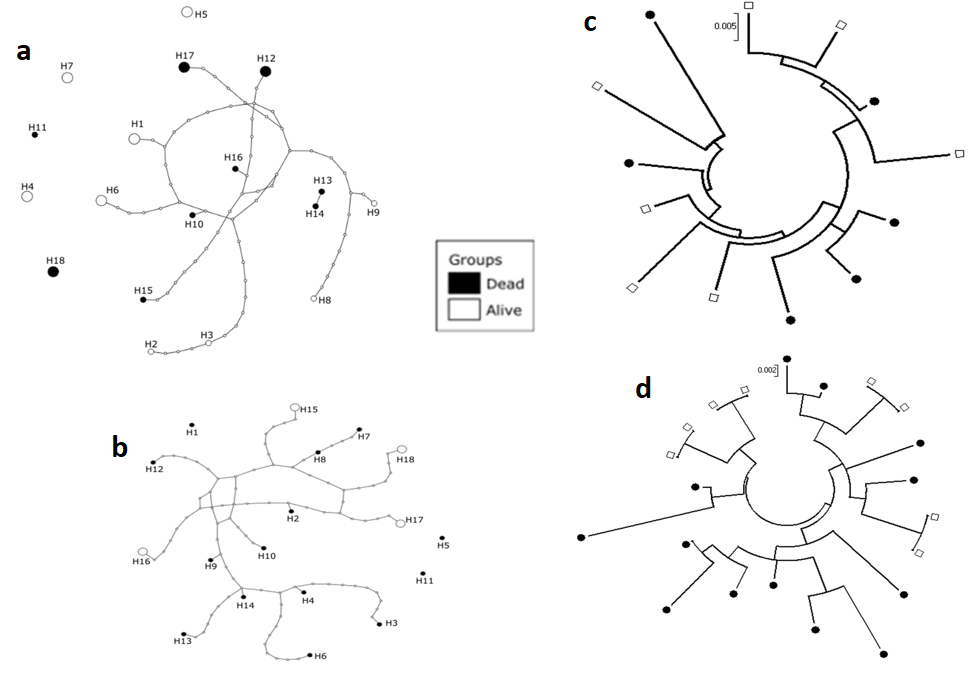 a
H5
H17
H12
H7
H11
H1
H16
H13
H4
H6
H14
H9
H10
H18
H15
H8
H3
H2
Groups
Dead
Alive
b
H15
H1
H7
H8
H18
H12
H2
H17
H5
H16
H10
H9
H11
H14
H4
H3
H13
H6
c
0.005
d
0.002